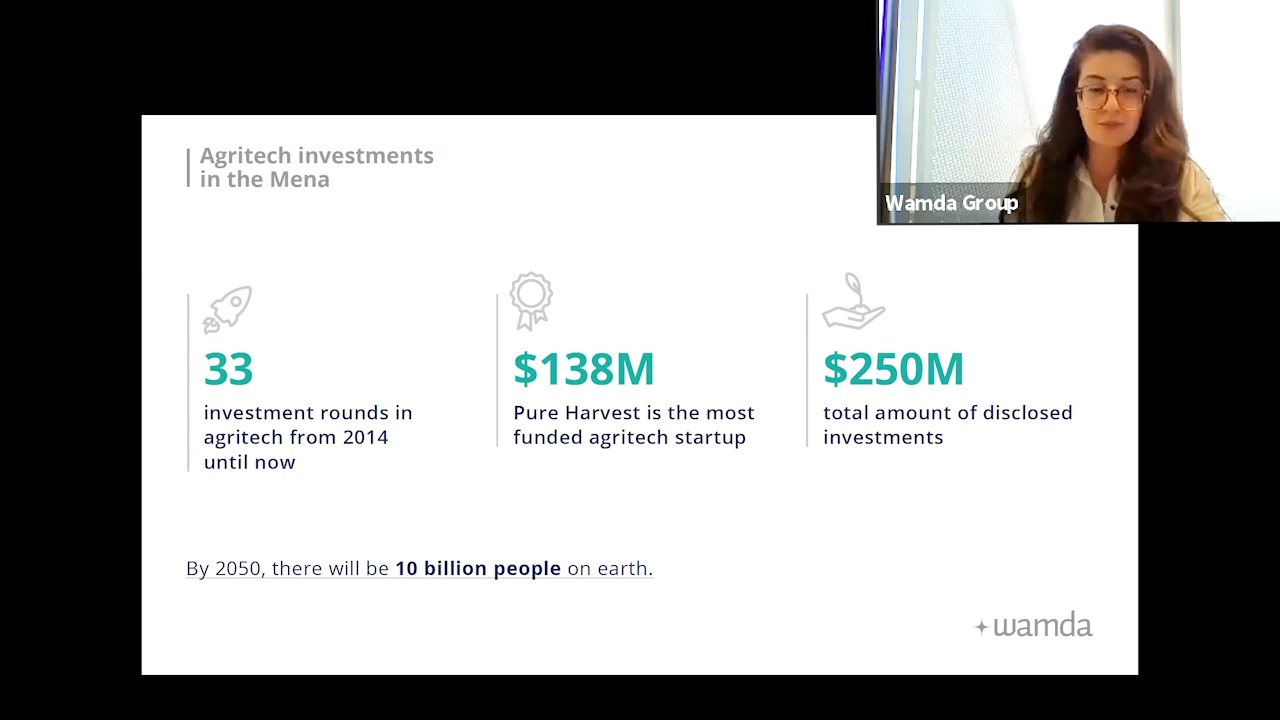 Agritech investments
in the Mena
Wamda Group
33
investment rounds in
agritech from 2014
until now
$138M
Pure Harvest is the most
funded agritech startup
$250M
total amount of disclosed
investments
By 2050, there will be 10 billion people on earth.
wamda